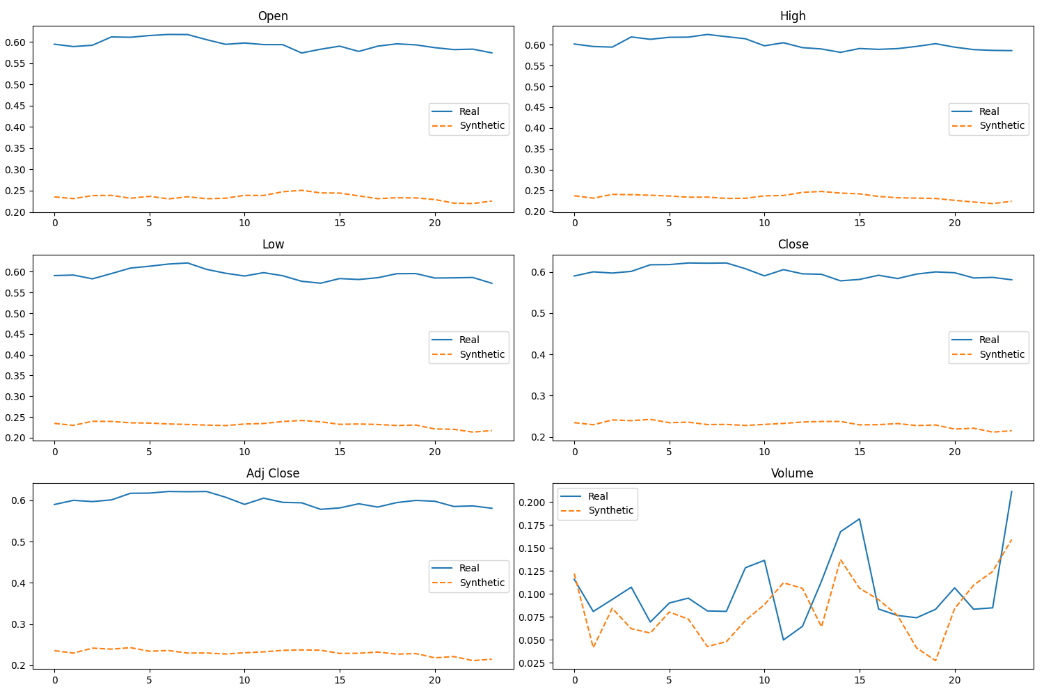 Open
0.60
0.55
0.50
0.45
0.40
0.35
0.30
0.25
0.20
Real
Synthetic
0 5 10 15 20
High
0.60
0.55
0.50
0.45
0.40
0.35
0.30
0.25
0.20
Real
Synthetic
0 5 10 15 20
Low
0.60
0.55
0.50
0.45
0.40
0.35
0.30
0.25
0.20
Real
Synthetic
0 5 10 15 20
Close
0.6
0.5
0.4
0.3
0.2
Real
Synthetic
0 5 10 15 20
Adj Close
0.6
0.5
0.4
0.3
0.2
Real
Synthetic
0 5 10 15 20
Volume
0.200
0.175
0.150
0.125
0.100
0.075
0.050
0.025
Real
Synthetic
0 5 10 15 20